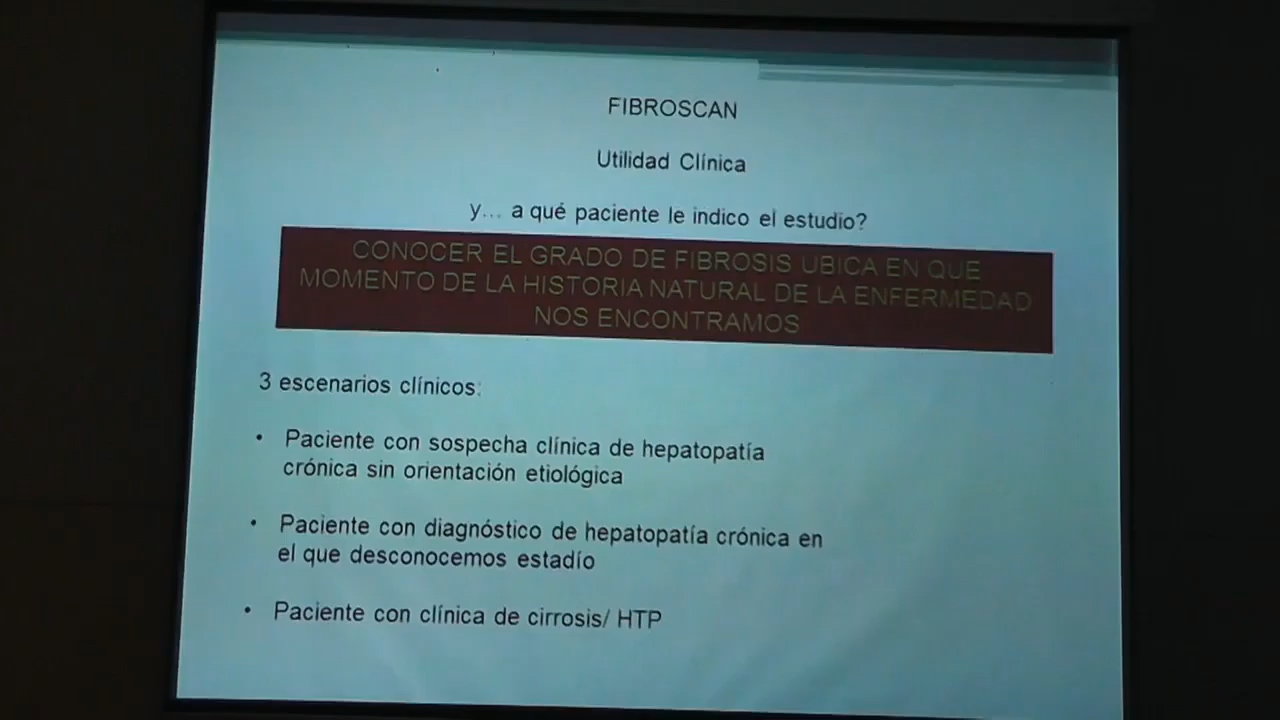 FIBROSCAN
Utilidad Clínica
y... a qué paciente le indico el estudio?
CONOCER EL GRADO DE FIBROSIS UBICA EN QUE
MOMENTO DE LA HISTORIA NATURAL DE LA ENFERMEDAD
NOS ENCONTRAMOS
3 escenarios clínicos:
• Paciente con sospecha clínica de hepatopatía
crónica sin orientación etiológica
• Paciente con diagnóstico de hepatopatía crónica en
el que desconocemos estadío
• Paciente con clínica de cirrosis/ HTP